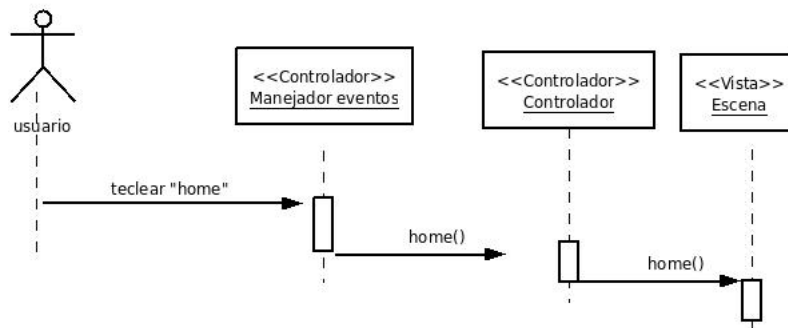 <<Controlador>>
Manejador eventos
<<Controlador>>
Controlador
<<Vista>>
Escena
usuario
teclear "home"
home()
home()